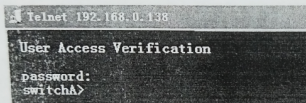 Telnet 192.168.0.138
User Access Verification
password:
switchA>